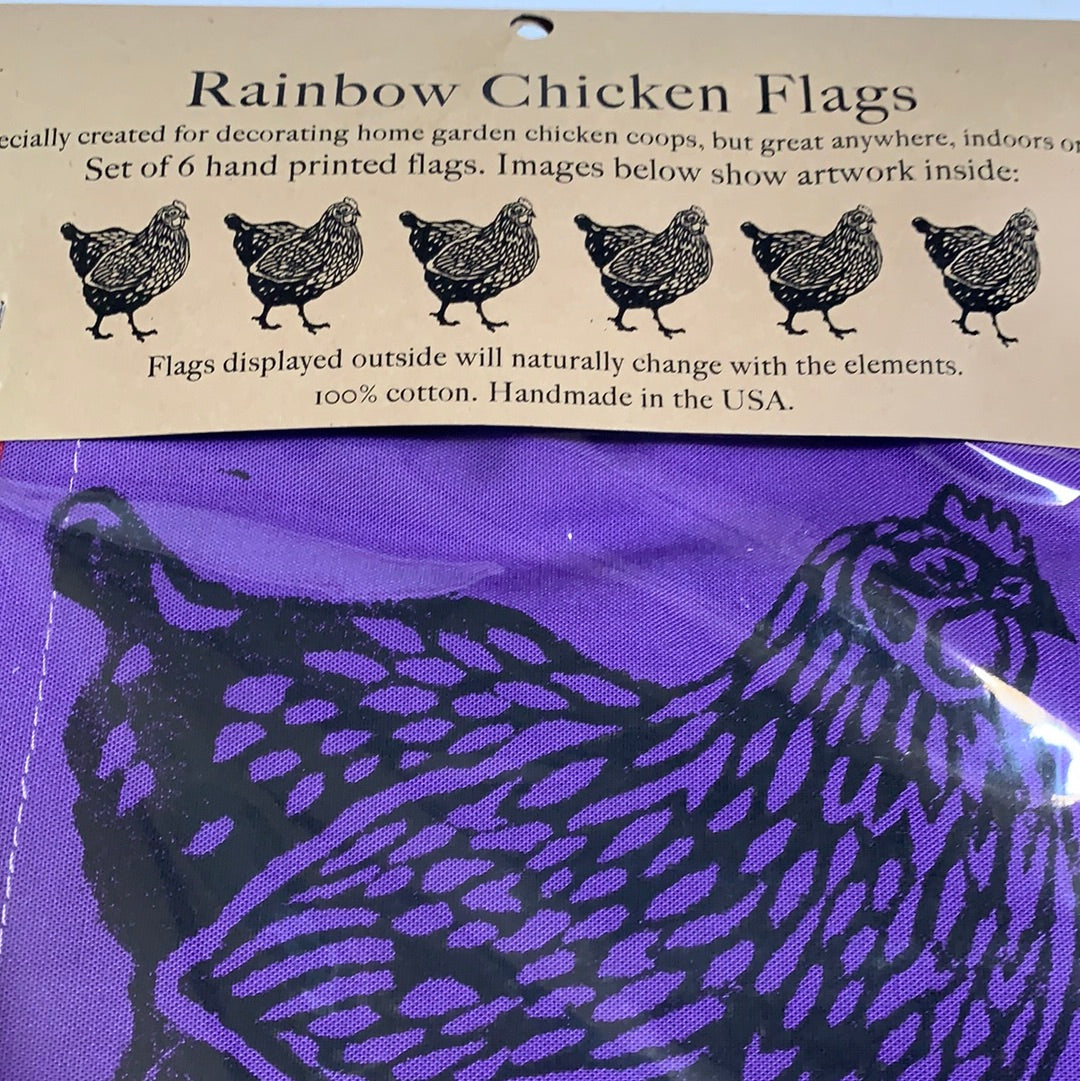 Rainbow Chicken Flags
ecially created for decorating home garden chicken coops, but great anywhere, indoors or
Set of 6 hand printed flags. Images below show artwork inside:
Flags displayed outside will naturally change with the elements.
100% cotton. Handmade in the USA.